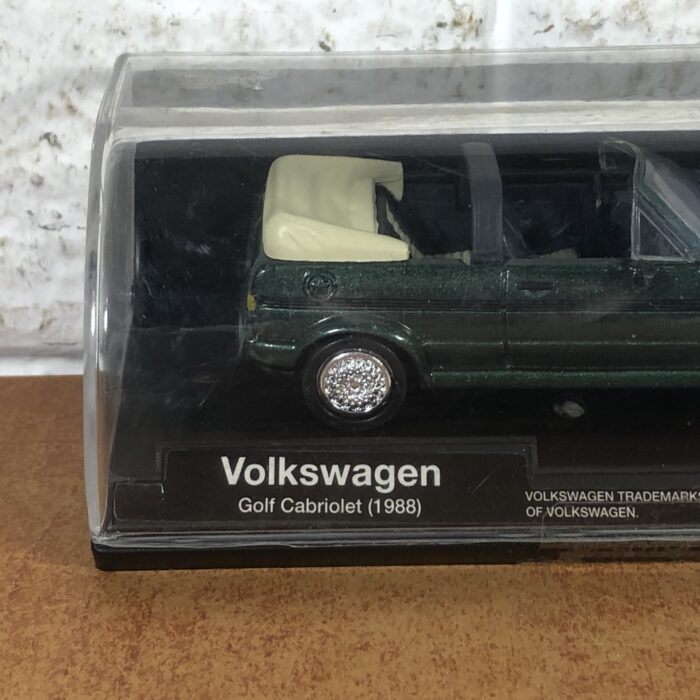 Volkswagen
Golf Cabriolet (1988)
VOLKSWAGEN TRADEMARKS
OF VOLKSWAGEN.